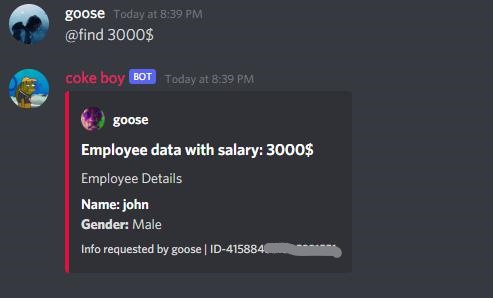 goose Today at 8:39 PM
@find 3000$
coke boy BOT Today at 8:39 PM
goose
Employee data with salary: 3000$
Employee Details
Name: john
Gender: Male
Info requested by goose | ID-415884